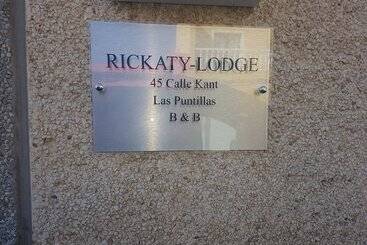 RICKATY-LODGE
45 Calle Kant
Las Puntillas
B & B